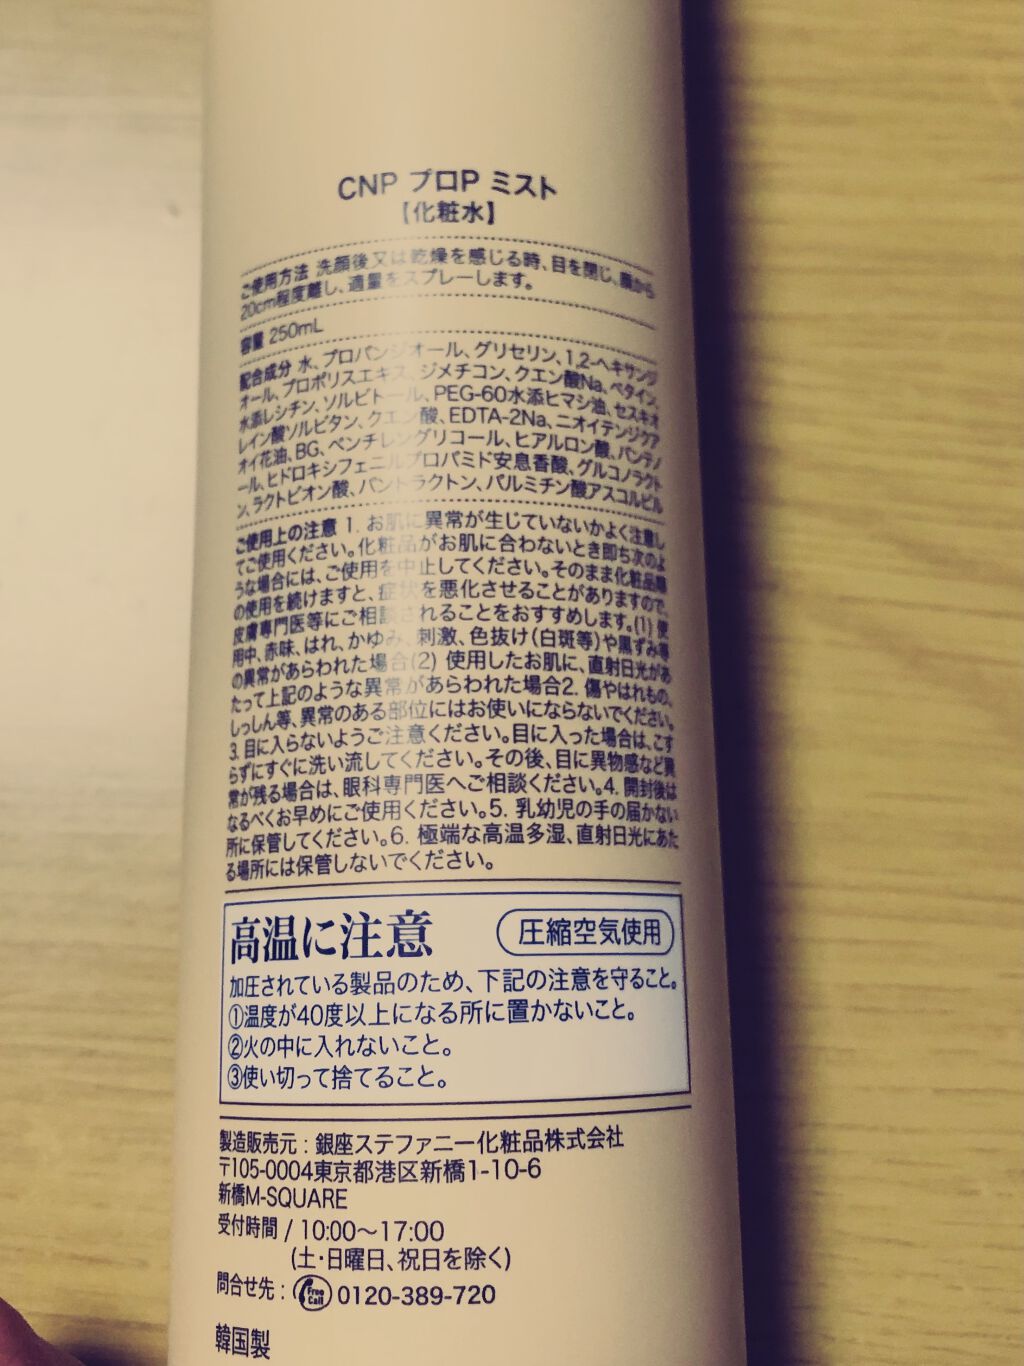 CNP プロP ミスト
【化粧水】
ご使用方法 洗顔後又は乾燥を感じる時、目を閉じ、顔から
20cm程度離し、適量をスプレーします。
容量 250mL
配合成分 水、プロパンジオール、グリセリン、1,2-ヘキサンジ
オール、プロポリスエキス、ジメチコン、クエン酸Na、ベタイン、
水添レシチン、ソルビトール、PEG-60水添ヒマシ油、セスキオ
レイン酸ソルビタン、クエン酸、EDTA-2Na、ニオイテンジクア
オイ花油、BG、ペンチレングリコール、ヒアルロン酸、パンテノ
ール、ヒドロキシフェニルプロパミド安息香酸、グルコノラクト
ン、ラクトビオン酸、パントラクトン、パルミチン酸アスコルビル
ご使用上の注意 1. お肌に異常が生じていないかよく注意し
てご使用ください。化粧品がお肌に合わないとき即ち次のよ
うな場合には、ご使用を中止してください。そのまま化粧品類
の使用を続けますと、症状を悪化させることがありますので、
皮膚専門医等にご相談されることをおすすめします。(1) 使
用中、赤味、はれ、かゆみ、刺激、色抜け(白斑等)や黒ずみ等
の異常があらわれた場合(2) 使用したお肌に、直射日光があ
たって上記のような異常があらわれた場合2. 傷やはれもの、
しっしん等、異常のある部位にはお使いにならないでください。
3. 目に入らないようご注意ください。目に入った場合は、こす
らずにすぐに洗い流してください。その後、目に異物感など異
常が残る場合は、眼科専門医へご相談ください。4. 開封後は
なるべくお早めにご使用ください。5. 乳幼児の手の届かない
所に保管してください。6. 極端な高温多湿、直射日光にあた
る場所には保管しないでください。
高温に注意 圧縮空気使用
加圧されている製品のため、下記の注意を守ること。
①温度が40度以上になる所に置かないこと。
②火の中に入れないこと。
③使い切って捨てること。
製造販売元：銀座ステファニー化粧品株式会社
〒105-0004東京都港区新橋1-10-6
新橋M-SQUARE
受付時間 / 10:00～17:00
(土・日曜日、祝日を除く)
問合せ先： Free Call 0120-389-720
韓国製